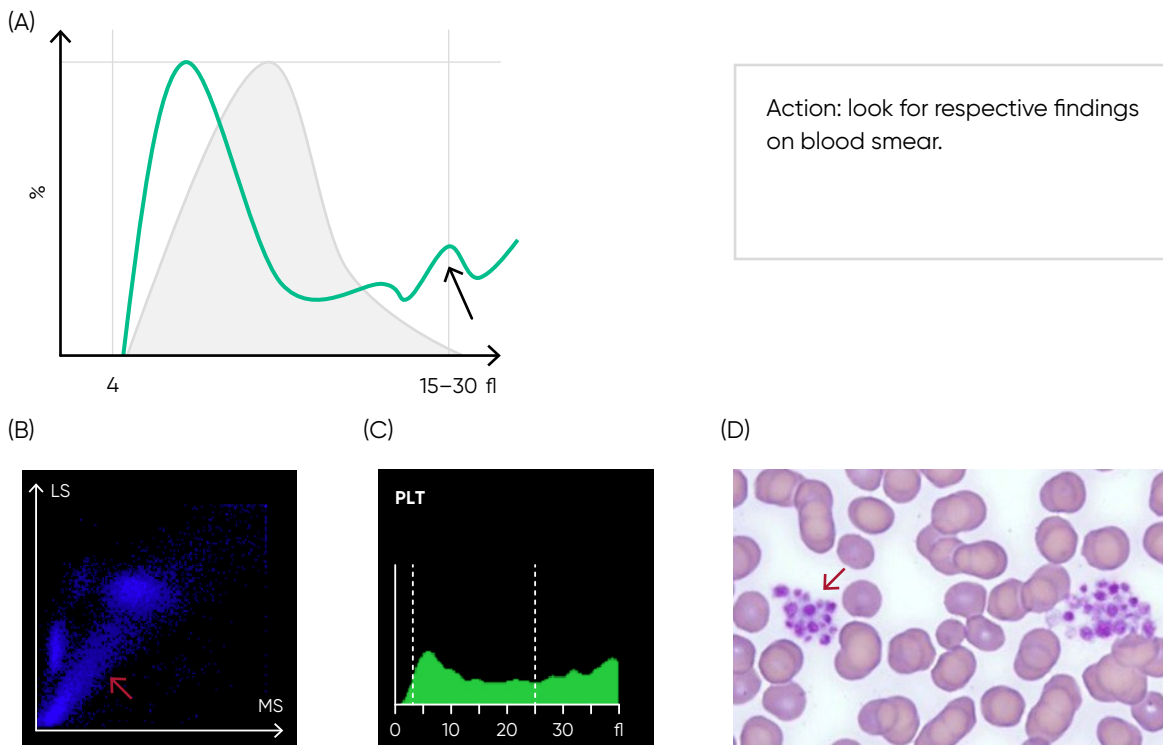 (A)
%
4
15–30 fl
Action: look for respective findings
on blood smear.
(B)
LS
MS
(C)
PLT
0 10 20 30 fl
(D)